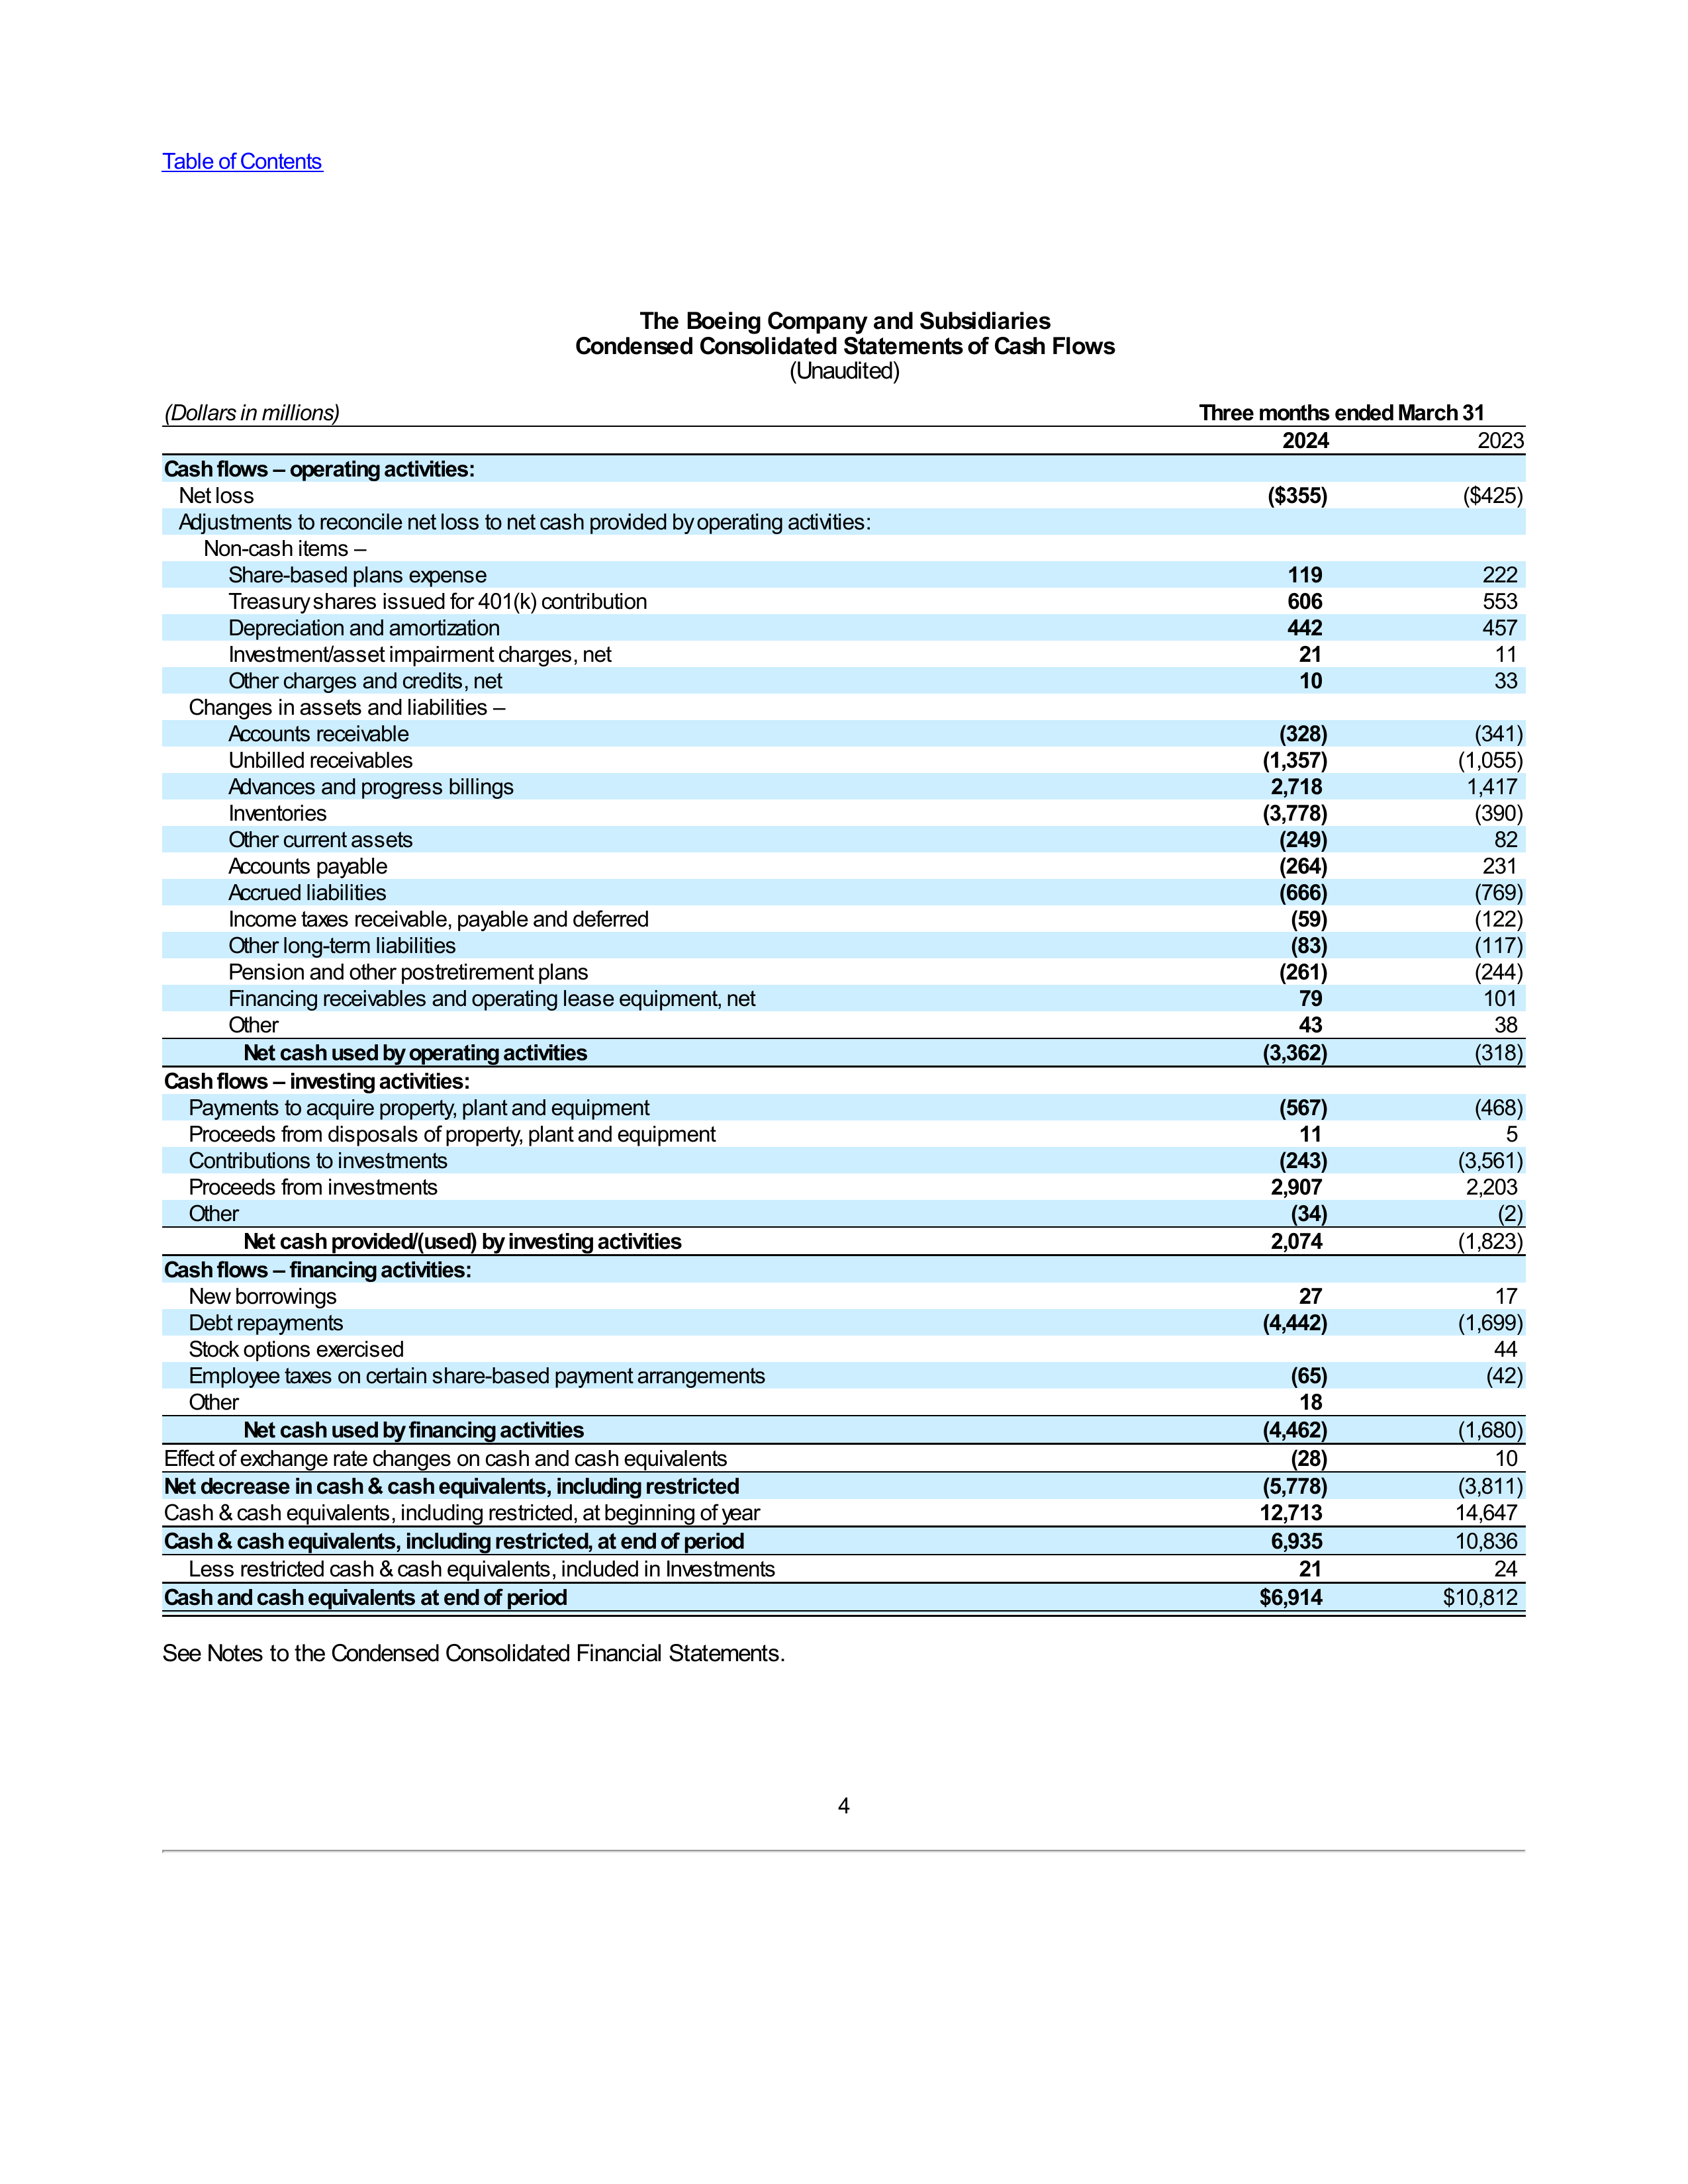 Table of Contents
The Boeing Company and Subsidiaries
Condensed Consolidated Statements of Cash Flows
(Unaudited)
(Dollars in millions) Three months ended March 31
2024 2023
Cash flows – operating activities:
Net loss ($355) ($425)
Adjustments to reconcile net loss to net cash provided by operating activities:
Non-cash items –
Share-based plans expense 119 222
Treasury shares issued for 401(k) contribution 606 553
Depreciation and amortization 442 457
Investment/asset impairment charges, net 21 11
Other charges and credits, net 10 33
Changes in assets and liabilities –
Accounts receivable (328) (341)
Unbilled receivables (1,357) (1,055)
Advances and progress billings 2,718 1,417
Inventories (3,778) (390)
Other current assets (249) 82
Accounts payable (264) 231
Accrued liabilities (666) (769)
Income taxes receivable, payable and deferred (59) (122)
Other long-term liabilities (83) (117)
Pension and other postretirement plans (261) (244)
Financing receivables and operating lease equipment, net 79 101
Other 43 38
Net cash used by operating activities (3,362) (318)
Cash flows – investing activities:
Payments to acquire property, plant and equipment (567) (468)
Proceeds from disposals of property, plant and equipment 11 5
Contributions to investments (243) (3,561)
Proceeds from investments 2,907 2,203
Other (34) (2)
Net cash provided/(used) by investing activities 2,074 (1,823)
Cash flows – financing activities:
New borrowings 27 17
Debt repayments (4,442) (1,699)
Stock options exercised 44
Employee taxes on certain share-based payment arrangements (65) (42)
Other 18
Net cash used by financing activities (4,462) (1,680)
Effect of exchange rate changes on cash and cash equivalents (28) 10
Net decrease in cash & cash equivalents, including restricted (5,778) (3,811)
Cash & cash equivalents, including restricted, at beginning of year 12,713 14,647
Cash & cash equivalents, including restricted, at end of period 6,935 10,836
Less restricted cash & cash equivalents, included in Investments 21 24
Cash and cash equivalents at end of period $6,914 $10,812
See Notes to the Condensed Consolidated Financial Statements.
4